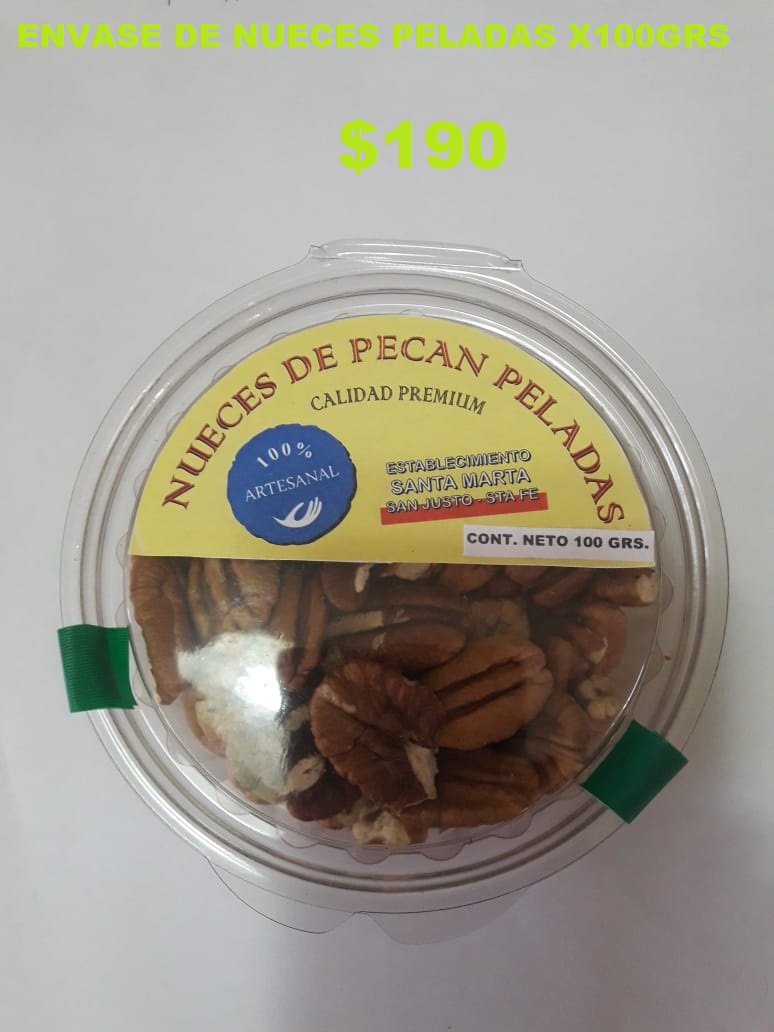 ENVASE DE NUECES PELADAS X100GRS
$190
NUECES DE PECAN PELADAS
CALIDAD PREMIUM
100%
ARTESANAL
ESTABLECIMIENTO
SANTA MARTA
SAN JUSTO - STA FE
CONT. NETO 100 GRS.